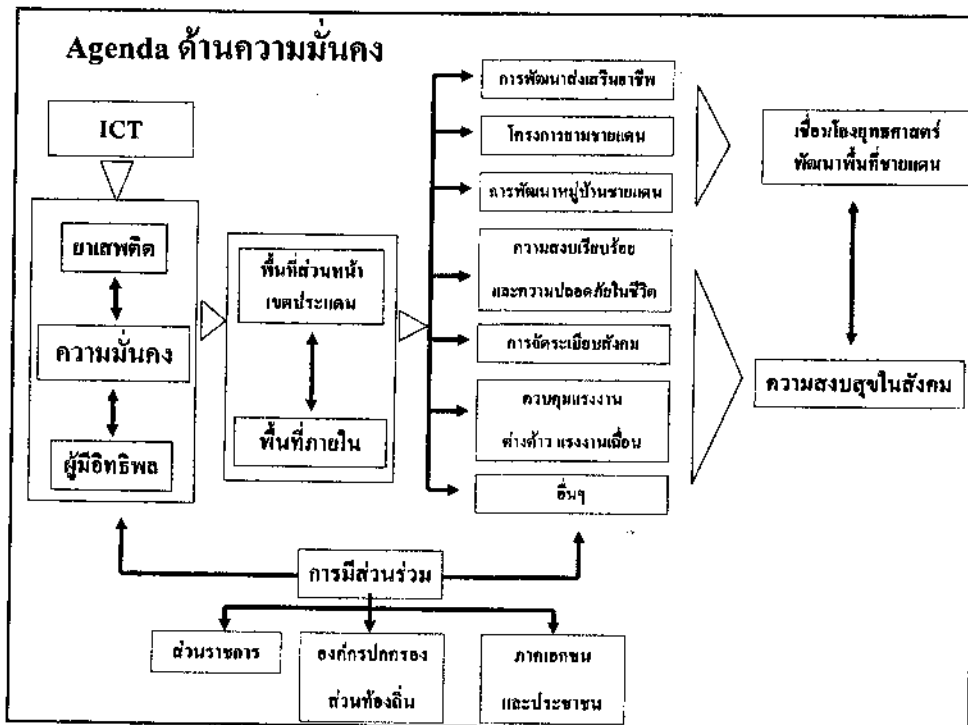 Agenda ด้านความมั่นคง
ICT
ยาเสพติด
ความมั่นคง
ผู้มีอิทธิพล
พื้นที่ส่วนหน้า
เขตประแดน
พื้นที่ภายใน
การพัฒนาส่งเสริมอาชีพ
โครงการถามชายแดน
การพัฒนาหมู่บ้านชายแดน
ความสงบเรียบร้อย
และความปลอดภัยในชีวิต
การจัดระเบียบสังคม
ควบคุมแรงงาน
ต่างด้าว แรงงานเถื่อน
อื่นๆ
เชื่อมโยงยุทธศาสตร์
พัฒนาพื้นที่ชายแดน
ความสงบสุขในสังคม
การมีส่วนร่วม
ส่วนราชการ
องค์กรปกครอง
ส่วนท้องถิ่น
ภาคเอกชน
และประชาชน